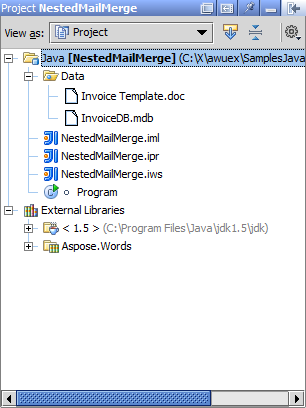 Project NestedMailMerge
View as: Project
Java [NestedMailMerge] (C:\X\awuex\SamplesJava
Data
Invoice Template.doc
InvoiceDB.mdb
NestedMailMerge.iml
NestedMailMerge.ipr
NestedMailMerge.iws
Program
External Libraries
< 1.5 > (C:\Program Files\Java\jdk1.5\jdk)
Aspose.Words